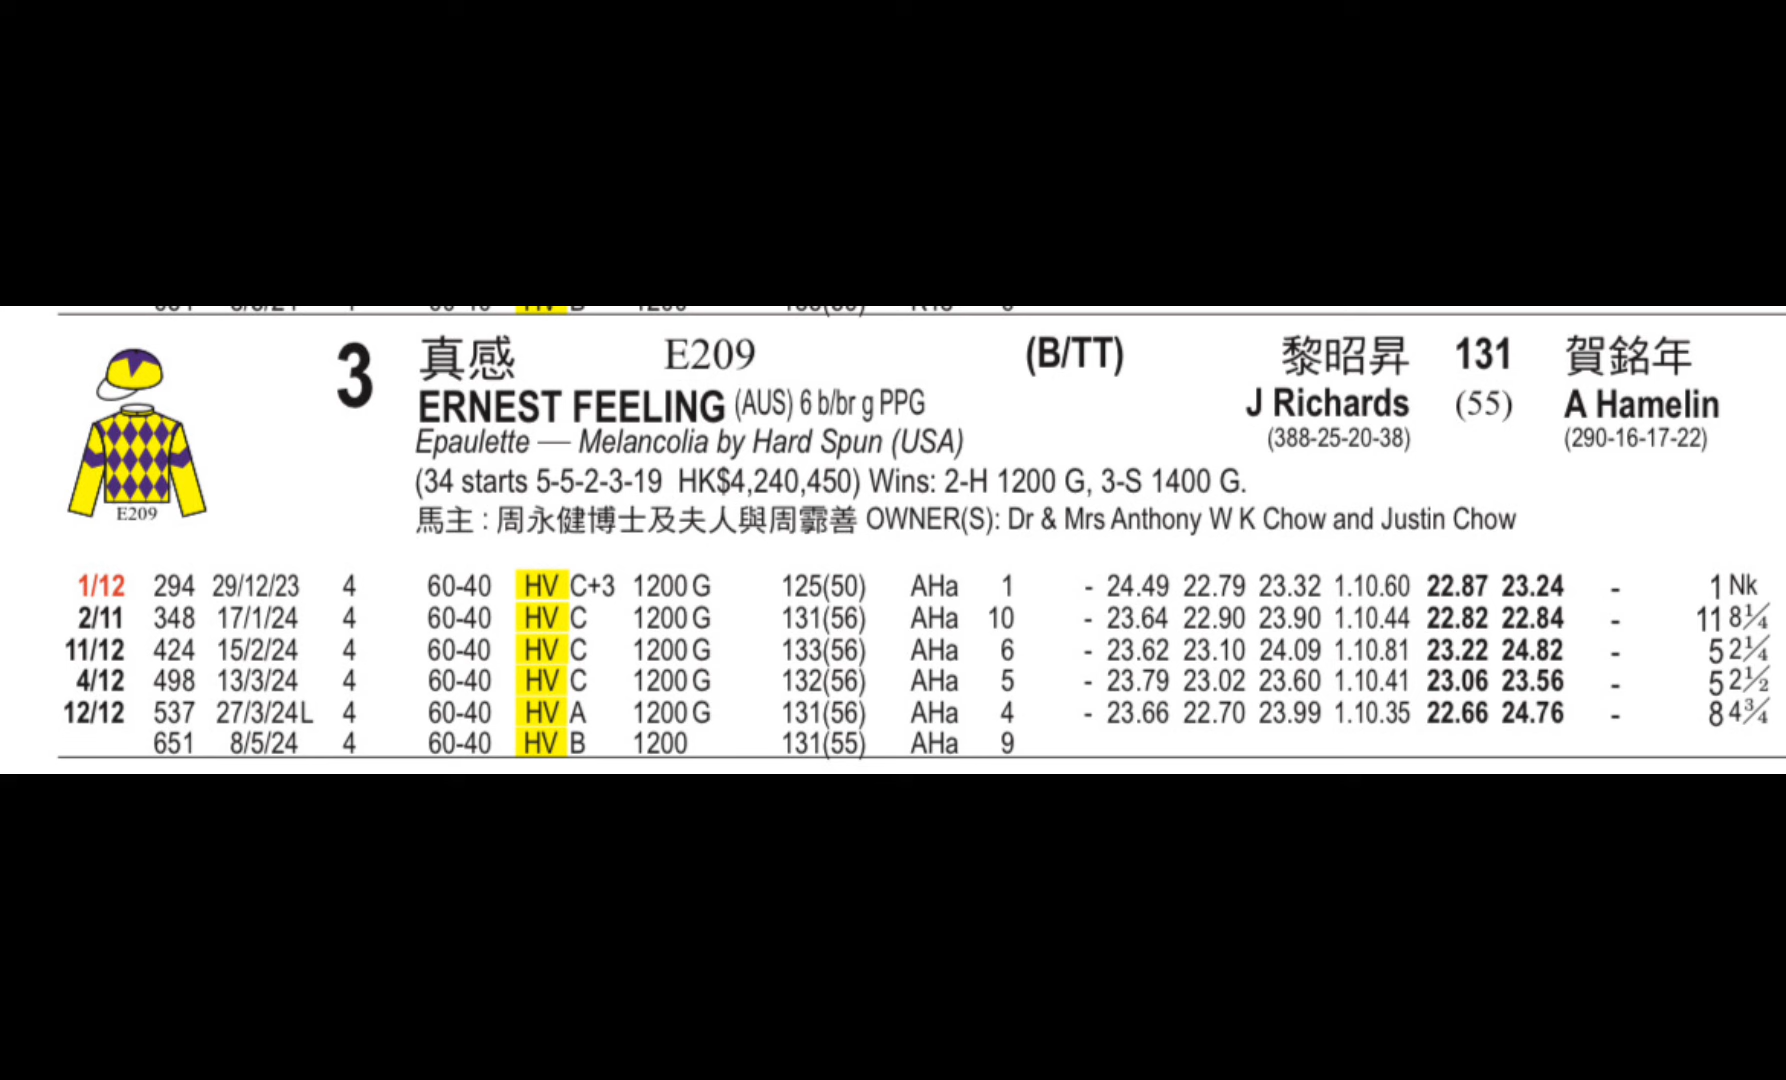 3 真感 E209 (B/TT) 黎昭昇 131 賀銘年
ERNEST FEELING (AUS) 6 b/br g PPG J Richards (55) A Hamelin
Epaulette — Melancolia by Hard Spun (USA) (388-25-20-38) (290-16-17-22)
(34 starts 5-5-2-3-19 HK$4,240,450) Wins: 2-H 1200 G, 3-S 1400 G.
E209
馬主 : 周永健博士及夫人與周霨善 OWNER(S): Dr & Mrs Anthony W K Chow and Justin Chow
1/12 294 29/12/23 4 60-40 HV C+3 1200 G 125(50) AHa 1 - 24.49 22.79 23.32 1.10.60 22.87 23.24 - 1 Nk
2/11 348 17/1/24 4 60-40 HV C 1200 G 131(56) AHa 10 - 23.64 22.90 23.90 1.10.44 22.82 22.84 - 11 8¼
11/12 424 15/2/24 4 60-40 HV C 1200 G 133(56) AHa 6 - 23.62 23.10 24.09 1.10.81 23.22 24.82 - 5 2¼
4/12 498 13/3/24 4 60-40 HV C 1200 G 132(56) AHa 5 - 23.79 23.02 23.60 1.10.41 23.06 23.56 - 5 2½
12/12 537 27/3/24L 4 60-40 HV A 1200 G 131(56) AHa 4 - 23.66 22.70 23.99 1.10.35 22.66 24.76 - 8 4¾
651 8/5/24 4 60-40 HV B 1200 131(55) AHa 9